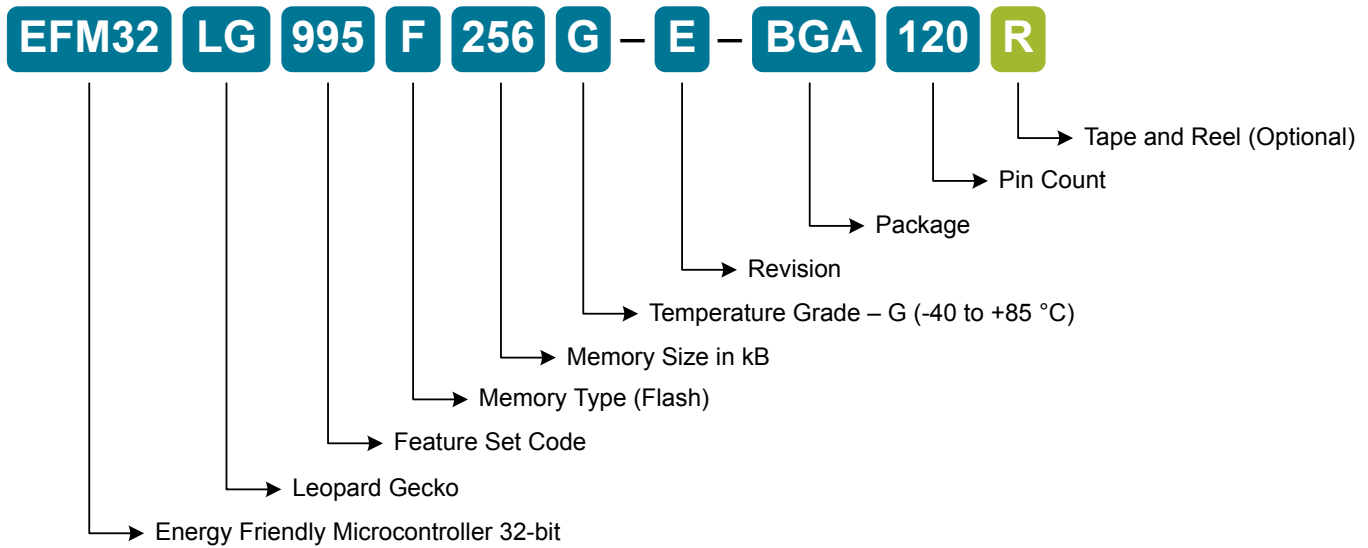 EFM32 LG 995 F 256 G – E – BGA 120 R
Tape and Reel (Optional)
Pin Count
Package
Revision
Temperature Grade – G (-40 to +85 °C)
Memory Size in kB
Memory Type (Flash)
Feature Set Code
Leopard Gecko
Energy Friendly Microcontroller 32-bit